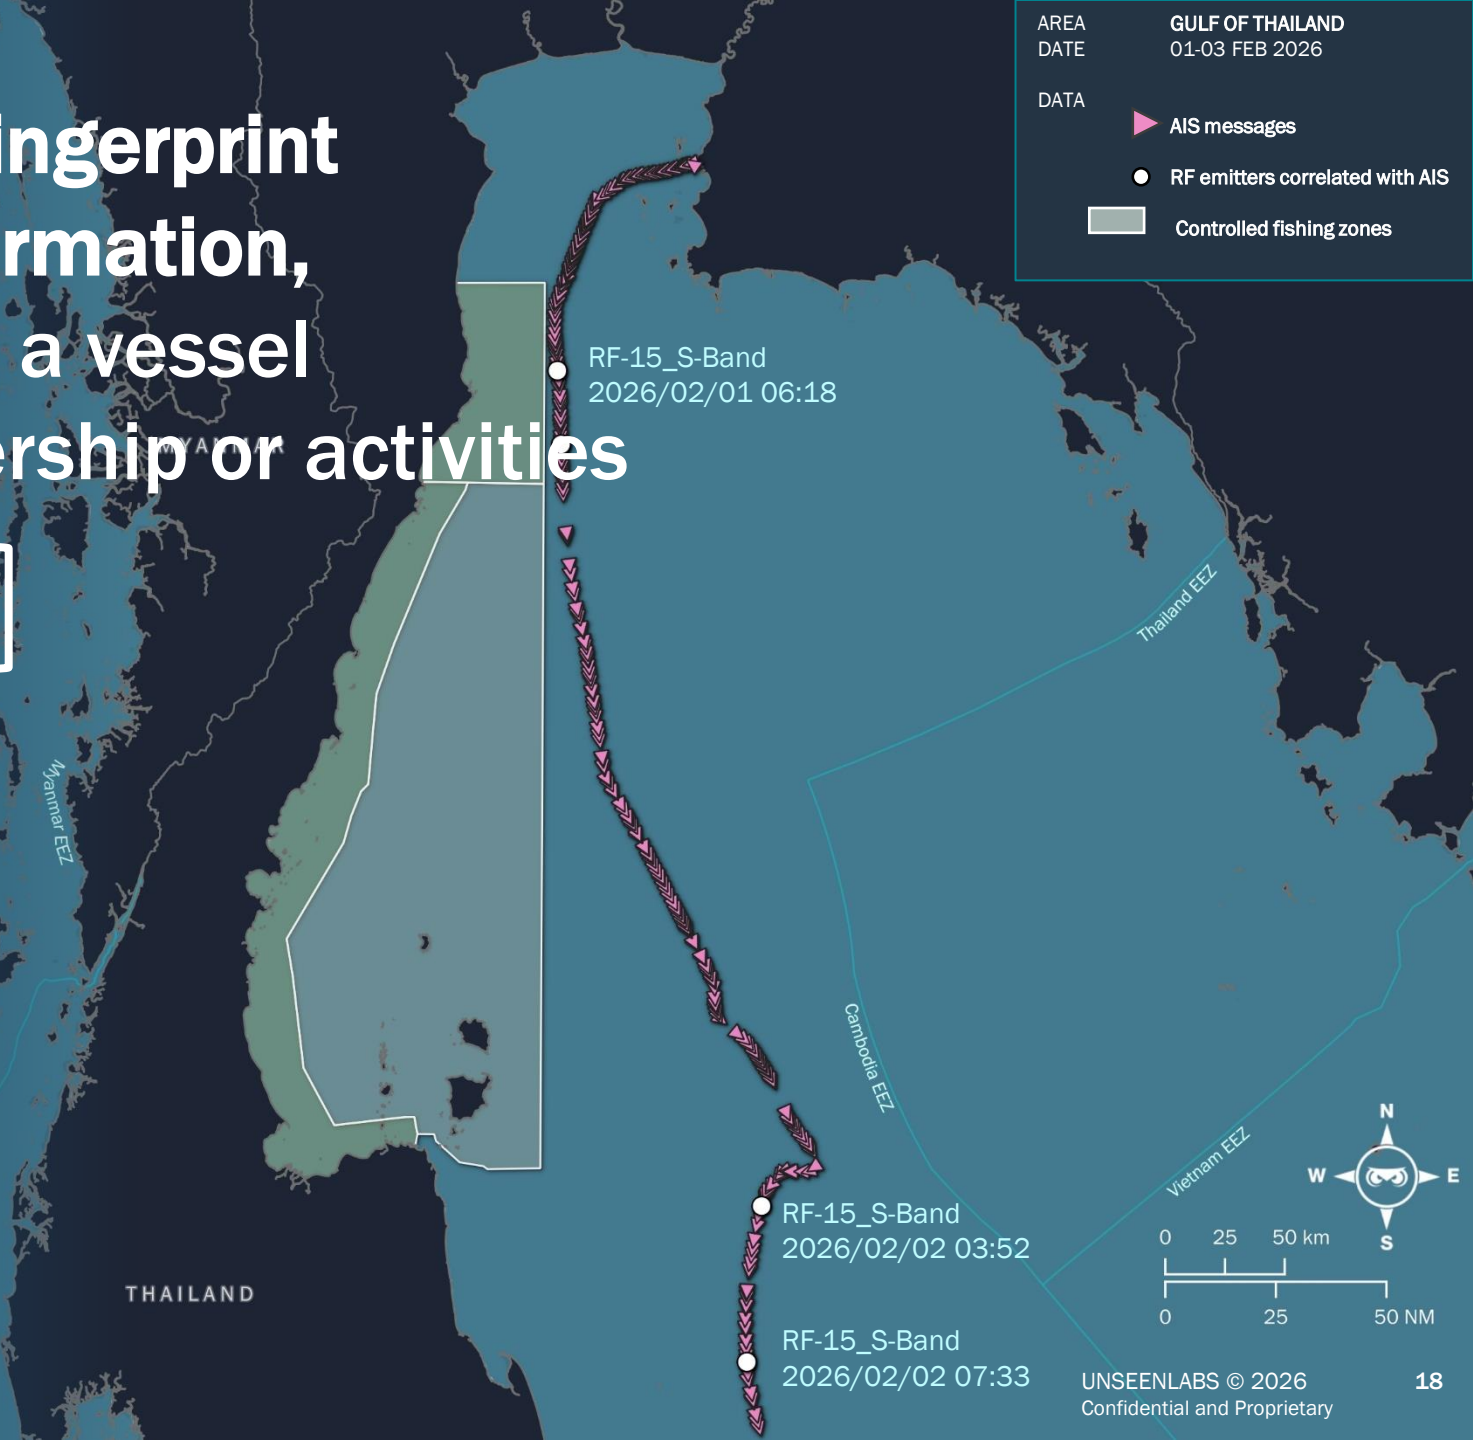 AREA GULF OF THAILAND
DATE 01-03 FEB 2026
DATA
AIS messages
RF emitters correlated with AIS
Controlled fishing zones
ingerprint
rmation,
a vessel
ership or activities
MYANMAR
RF-15_S-Band
2026/02/01 06:18
Thailand EEZ
Myanmar EEZ
Cambodia EEZ
Vietnam EEZ
N
W E
S
RF-15_S-Band
2026/02/02 03:52
0 25 50 km
0 25 50 NM
THAILAND
RF-15_S-Band
2026/02/02 07:33
UNSEENLABS © 2026 18
Confidential and Proprietary